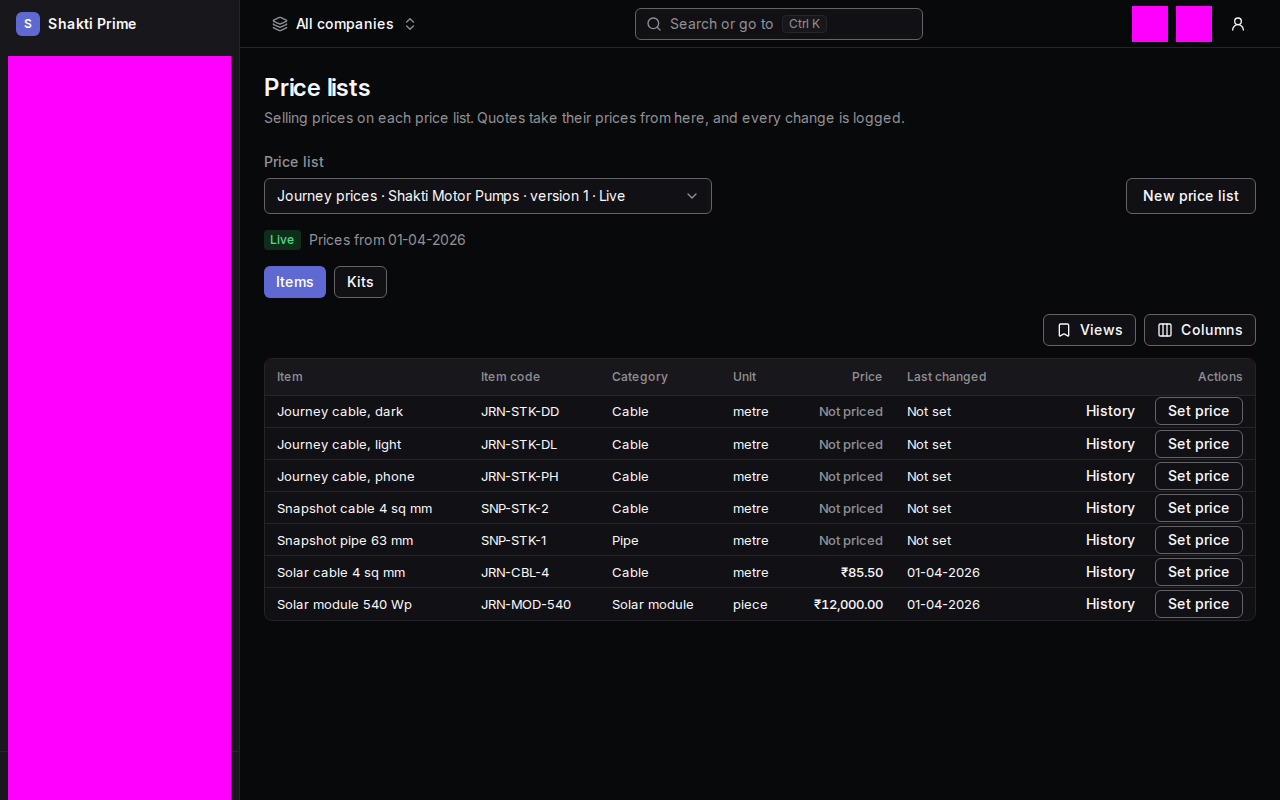 S Shakti Prime
All companies
Search or go to Ctrl K
Price lists
Selling prices on each price list. Quotes take their prices from here, and every change is logged.
Price list
Journey prices · Shakti Motor Pumps · version 1 · Live
New price list
Live Prices from 01-04-2026
Items Kits
Views Columns
Item Item code Category Unit Price Last changed Actions
Journey cable, dark JRN-STK-DD Cable metre Not priced Not set History Set price
Journey cable, light JRN-STK-DL Cable metre Not priced Not set History Set price
Journey cable, phone JRN-STK-PH Cable metre Not priced Not set History Set price
Snapshot cable 4 sq mm SNP-STK-2 Cable metre Not priced Not set History Set price
Snapshot pipe 63 mm SNP-STK-1 Pipe metre Not priced Not set History Set price
Solar cable 4 sq mm JRN-CBL-4 Cable metre ₹85.50 01-04-2026 History Set price
Solar module 540 Wp JRN-MOD-540 Solar module piece ₹12,000.00 01-04-2026 History Set price